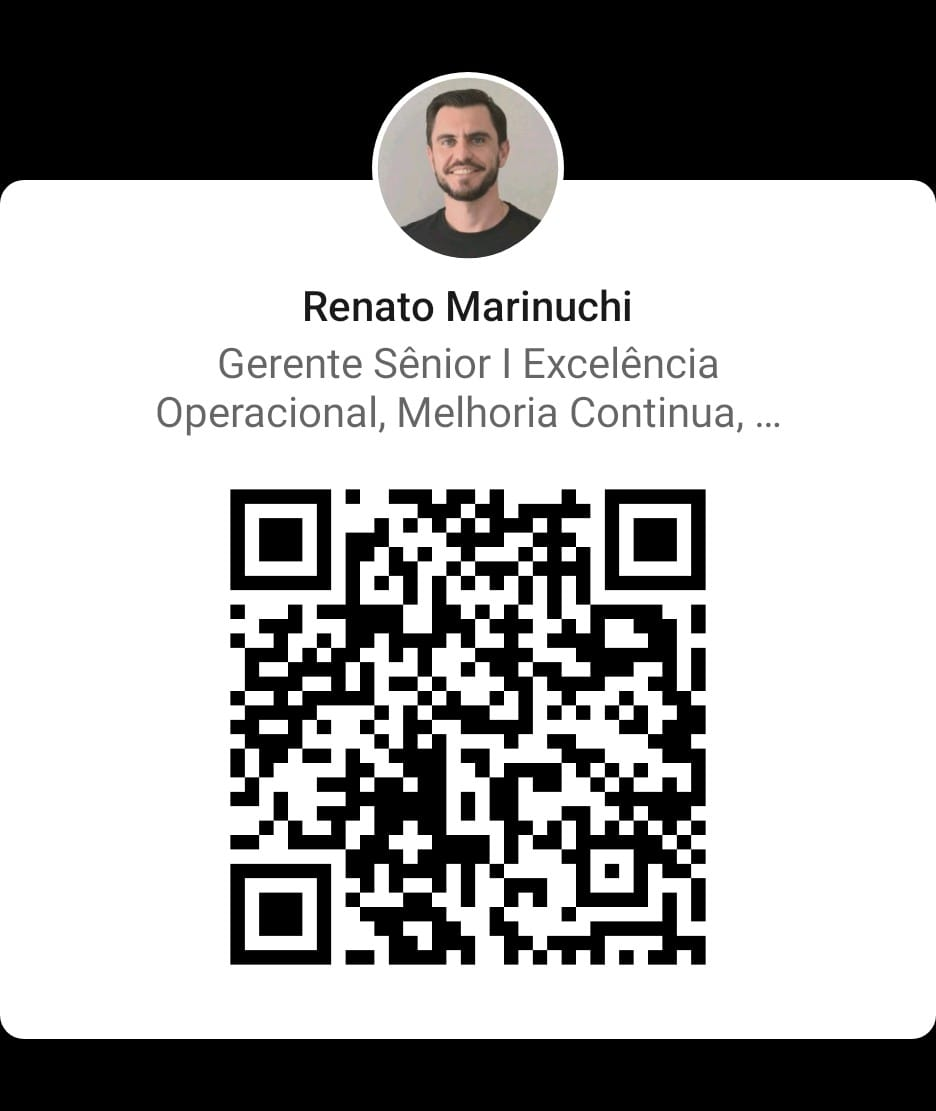 Renato Marinuchi
Gerente Sênior I Excelência
Operacional, Melhoria Continua, ...